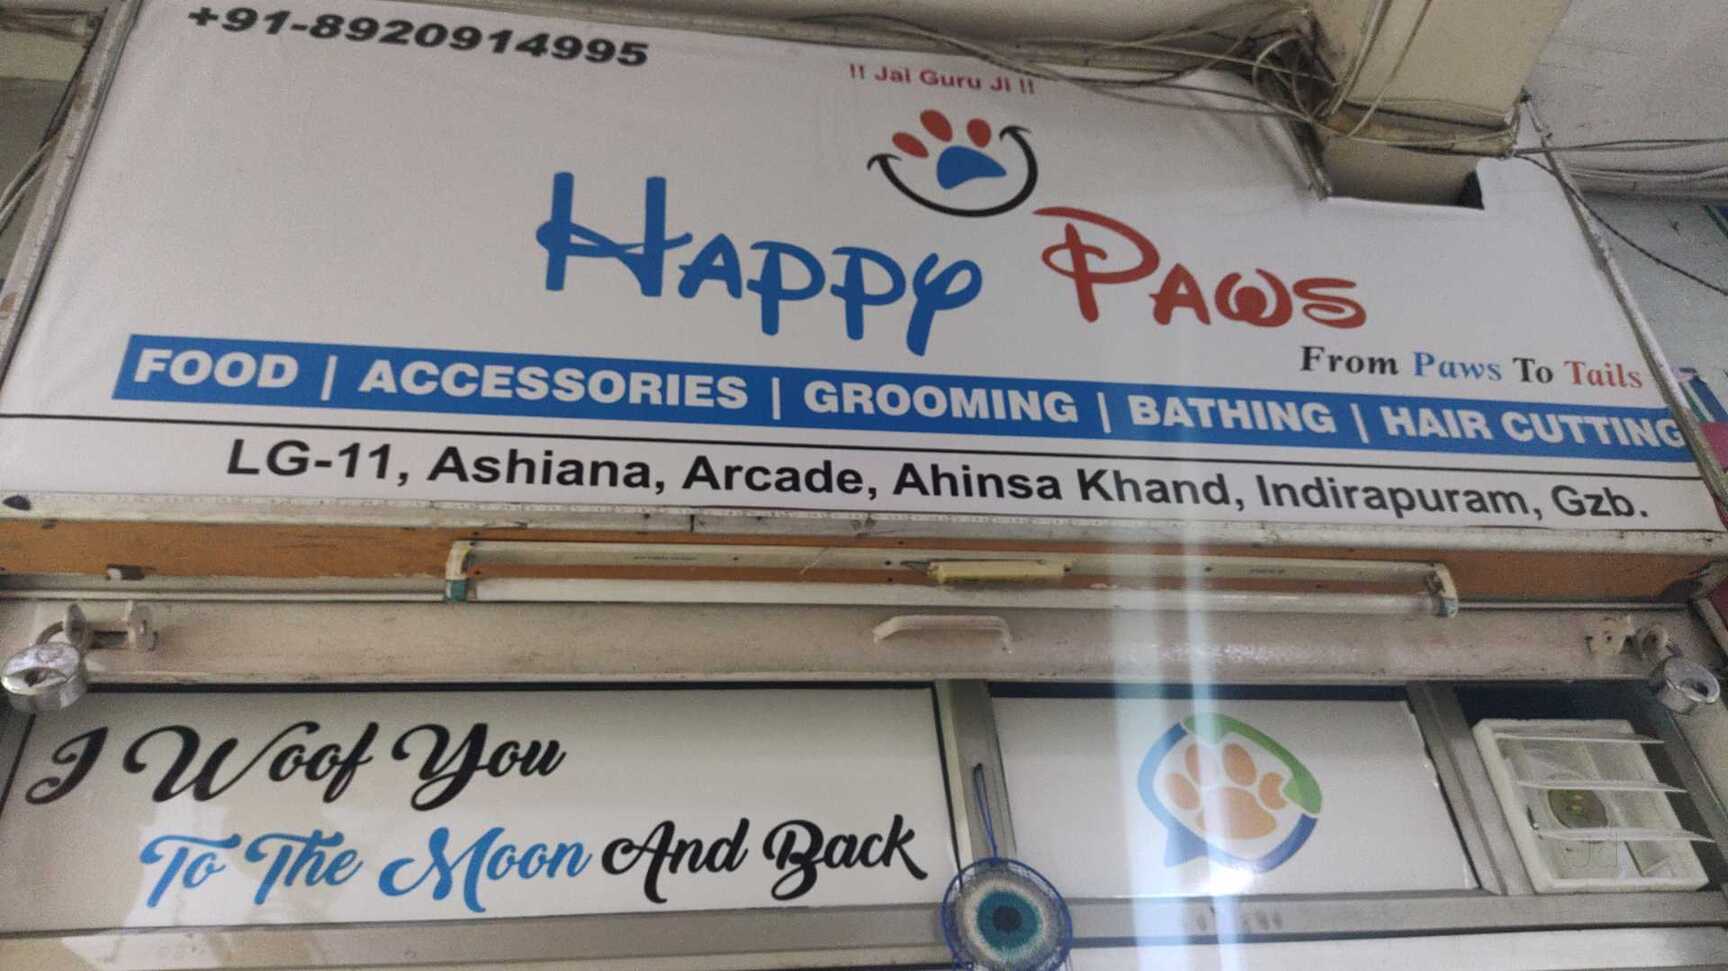 +91-8920914995
!! Jai Guru Ji !!
HAPPY PAWS
From Paws To Tails
FOOD | ACCESSORIES | GROOMING | BATHING | HAIR CUTTING
LG-11, Ashiana, Arcade, Ahinsa Khand, Indirapuram, Gzb.
I Woof You
To The Moon And Back